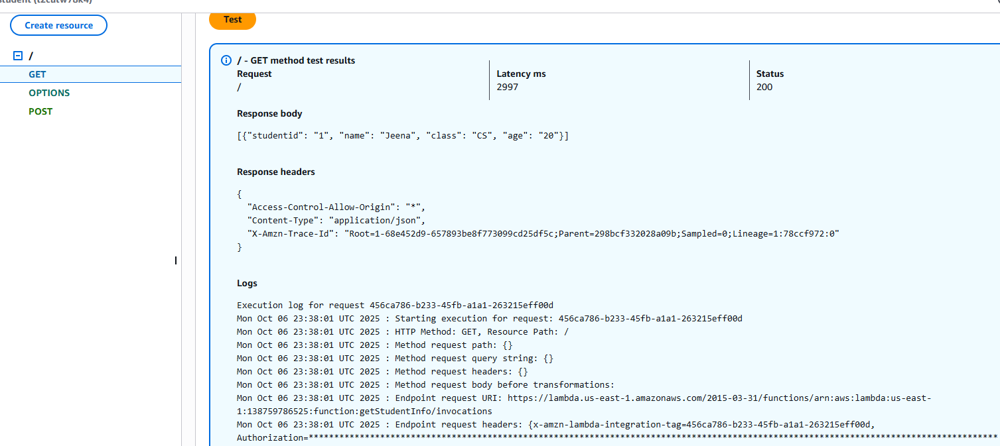 Create resource
Test
/
GET
OPTIONS
POST
/ - GET method test results
Request
/
Latency ms
2997
Status
200
Response body
[{"studentid": "1", "name": "Jeena", "class": "CS", "age": "20"}]
Response headers
{
"Access-Control-Allow-Origin": "*",
"Content-Type": "application/json",
"X-Amzn-Trace-Id": "Root=1-68e452d9-657893be8f773099cd25df5c;Parent=298bcf332028a09b;Sampled=0;Lineage=1:78ccf972:0"
}
Logs
Execution log for request 456ca786-b233-45fb-a1a1-263215eff00d
Mon Oct 06 23:38:01 UTC 2025 : Starting execution for request: 456ca786-b233-45fb-a1a1-263215eff00d
Mon Oct 06 23:38:01 UTC 2025 : HTTP Method: GET, Resource Path: /
Mon Oct 06 23:38:01 UTC 2025 : Method request path: {}
Mon Oct 06 23:38:01 UTC 2025 : Method request query string: {}
Mon Oct 06 23:38:01 UTC 2025 : Method request headers: {}
Mon Oct 06 23:38:01 UTC 2025 : Method request body before transformations:
Mon Oct 06 23:38:01 UTC 2025 : Endpoint request URI: https://lambda.us-east-1.amazonaws.com/2015-03-31/functions/arn:aws:lambda:us-east-
1:138759786525:function:getStudentInfo/invocations
Mon Oct 06 23:38:01 UTC 2025 : Endpoint request headers: {x-amzn-lambda-integration-tag=456ca786-b233-45fb-a1a1-263215eff00d,
Authorization=**************************************************************************************************************************************